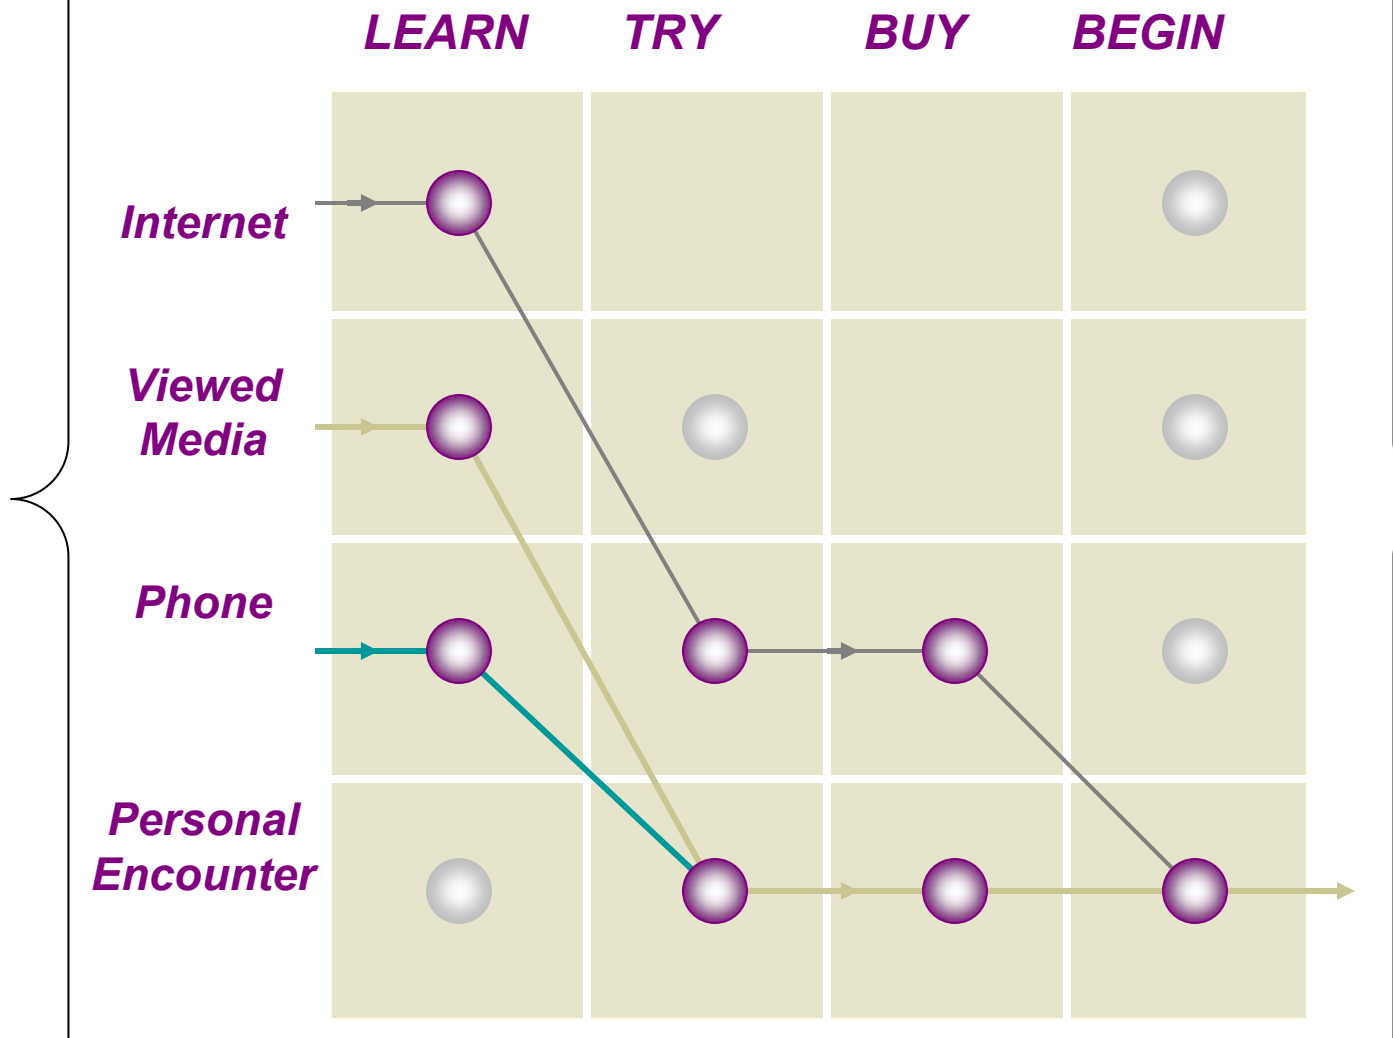 LEARN TRY BUY BEGIN
Internet
Viewed
Media
Phone
Personal
Encounter